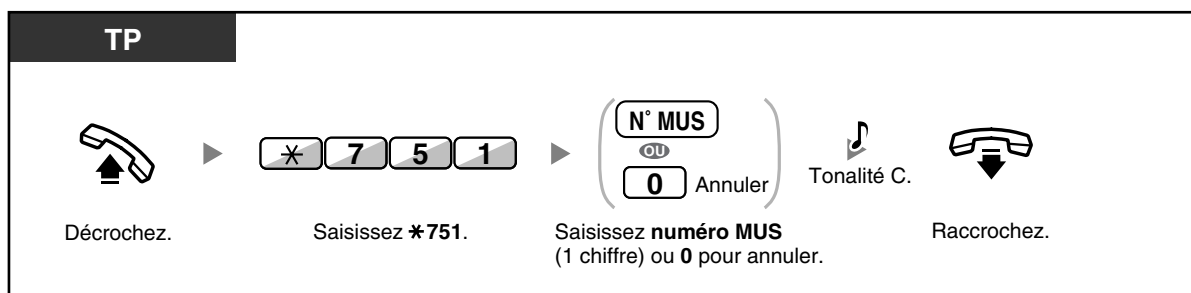 TP
N° MUS
OU
0 Annuler
✳ 7 5 1
Tonalité C.
Décrochez.
Saisissez ✳751.
Saisissez numéro MUS
(1 chiffre) ou 0 pour annuler.
Raccrochez.